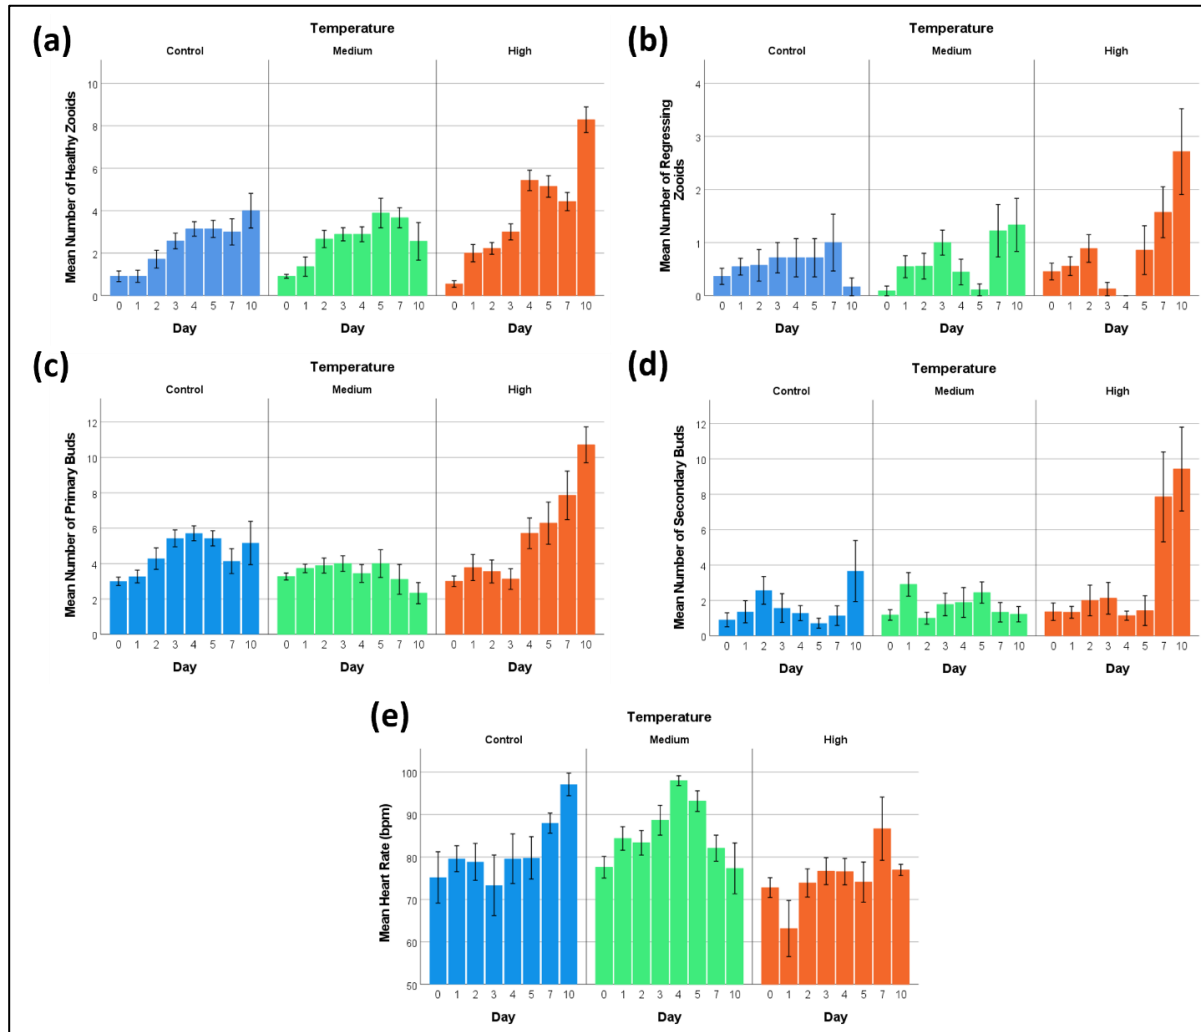 (a)
Temperature
Control Medium High
Mean Number of Healthy Zooids
10
8
6
4
2
0
0 1 2 3 4 5 7 10 0 1 2 3 4 5 7 10 0 1 2 3 4 5 7 10
Day Day Day
(b)
Temperature
Control Medium High
Mean Number of Regressing
Zooids
4
3
2
1
0
0 1 2 3 4 5 7 10 0 1 2 3 4 5 7 10 0 1 2 3 4 5 7 10
Day Day Day
(c)
Temperature
Control Medium High
Mean Number of Primary Buds
12
10
8
6
4
2
0
0 1 2 3 4 5 7 10 0 1 2 3 4 5 7 10 0 1 2 3 4 5 7 10
Day Day Day
(d)
Temperature
Control Medium High
Mean Number of Secondary Buds
12
10
8
6
4
2
0
0 1 2 3 4 5 7 10 0 1 2 3 4 5 7 10 0 1 2 3 4 5 7 10
Day Day Day
(e)
Temperature
Control Medium High
Mean Heart Rate (bpm)
100
90
80
70
60
50
0 1 2 3 4 5 7 10 0 1 2 3 4 5 7 10 0 1 2 3 4 5 7 10
Day Day Day